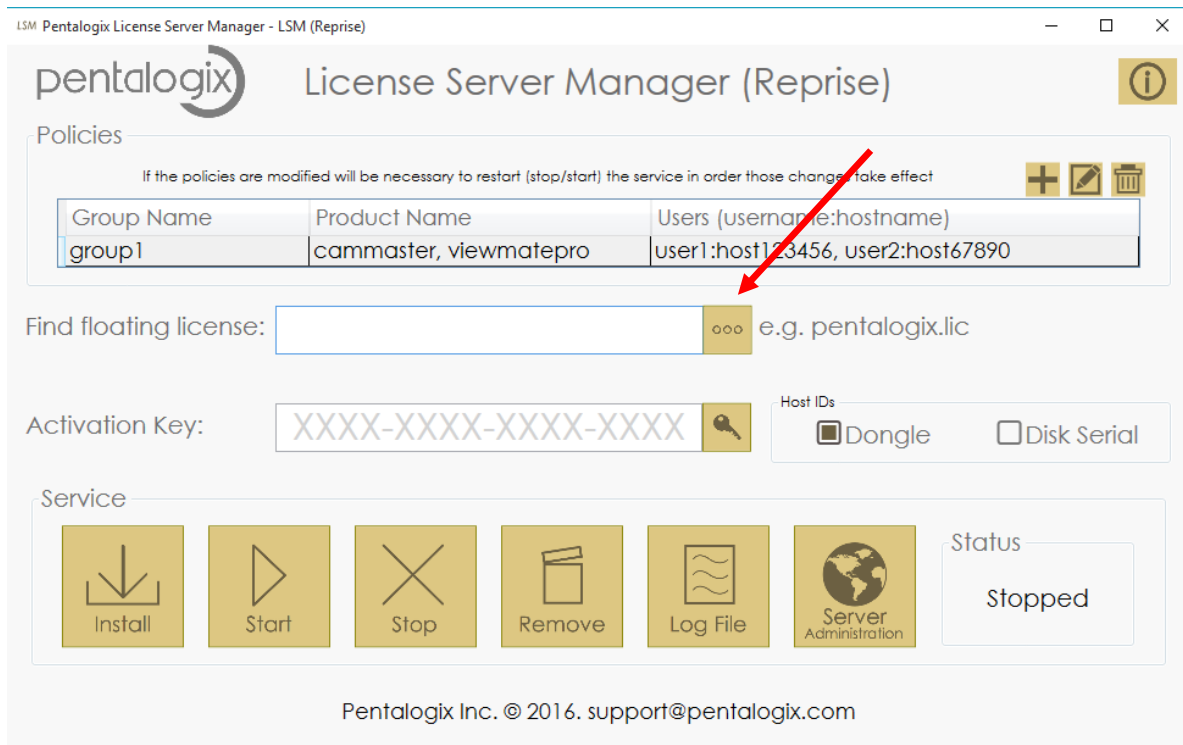 LSM Pentalogix License Server Manager - LSM (Reprise)
pentalogix License Server Manager (Reprise)
Policies
If the policies are modified will be necessary to restart (stop/start) the service in order those changes take effect
Group Name Product Name Users (username:hostname)
group1 cammaster, viewmatepro user1:host123456, user2:host67890
Find floating license: ooo e.g. pentalogix.lic
Host IDs
Activation Key: XXXX-XXXX-XXXX-XXXX Dongle Disk Serial
Service
Status
Stopped
Install Start Stop Remove Log File Server
Administration
Pentalogix Inc. © 2016. support@pentalogix.com